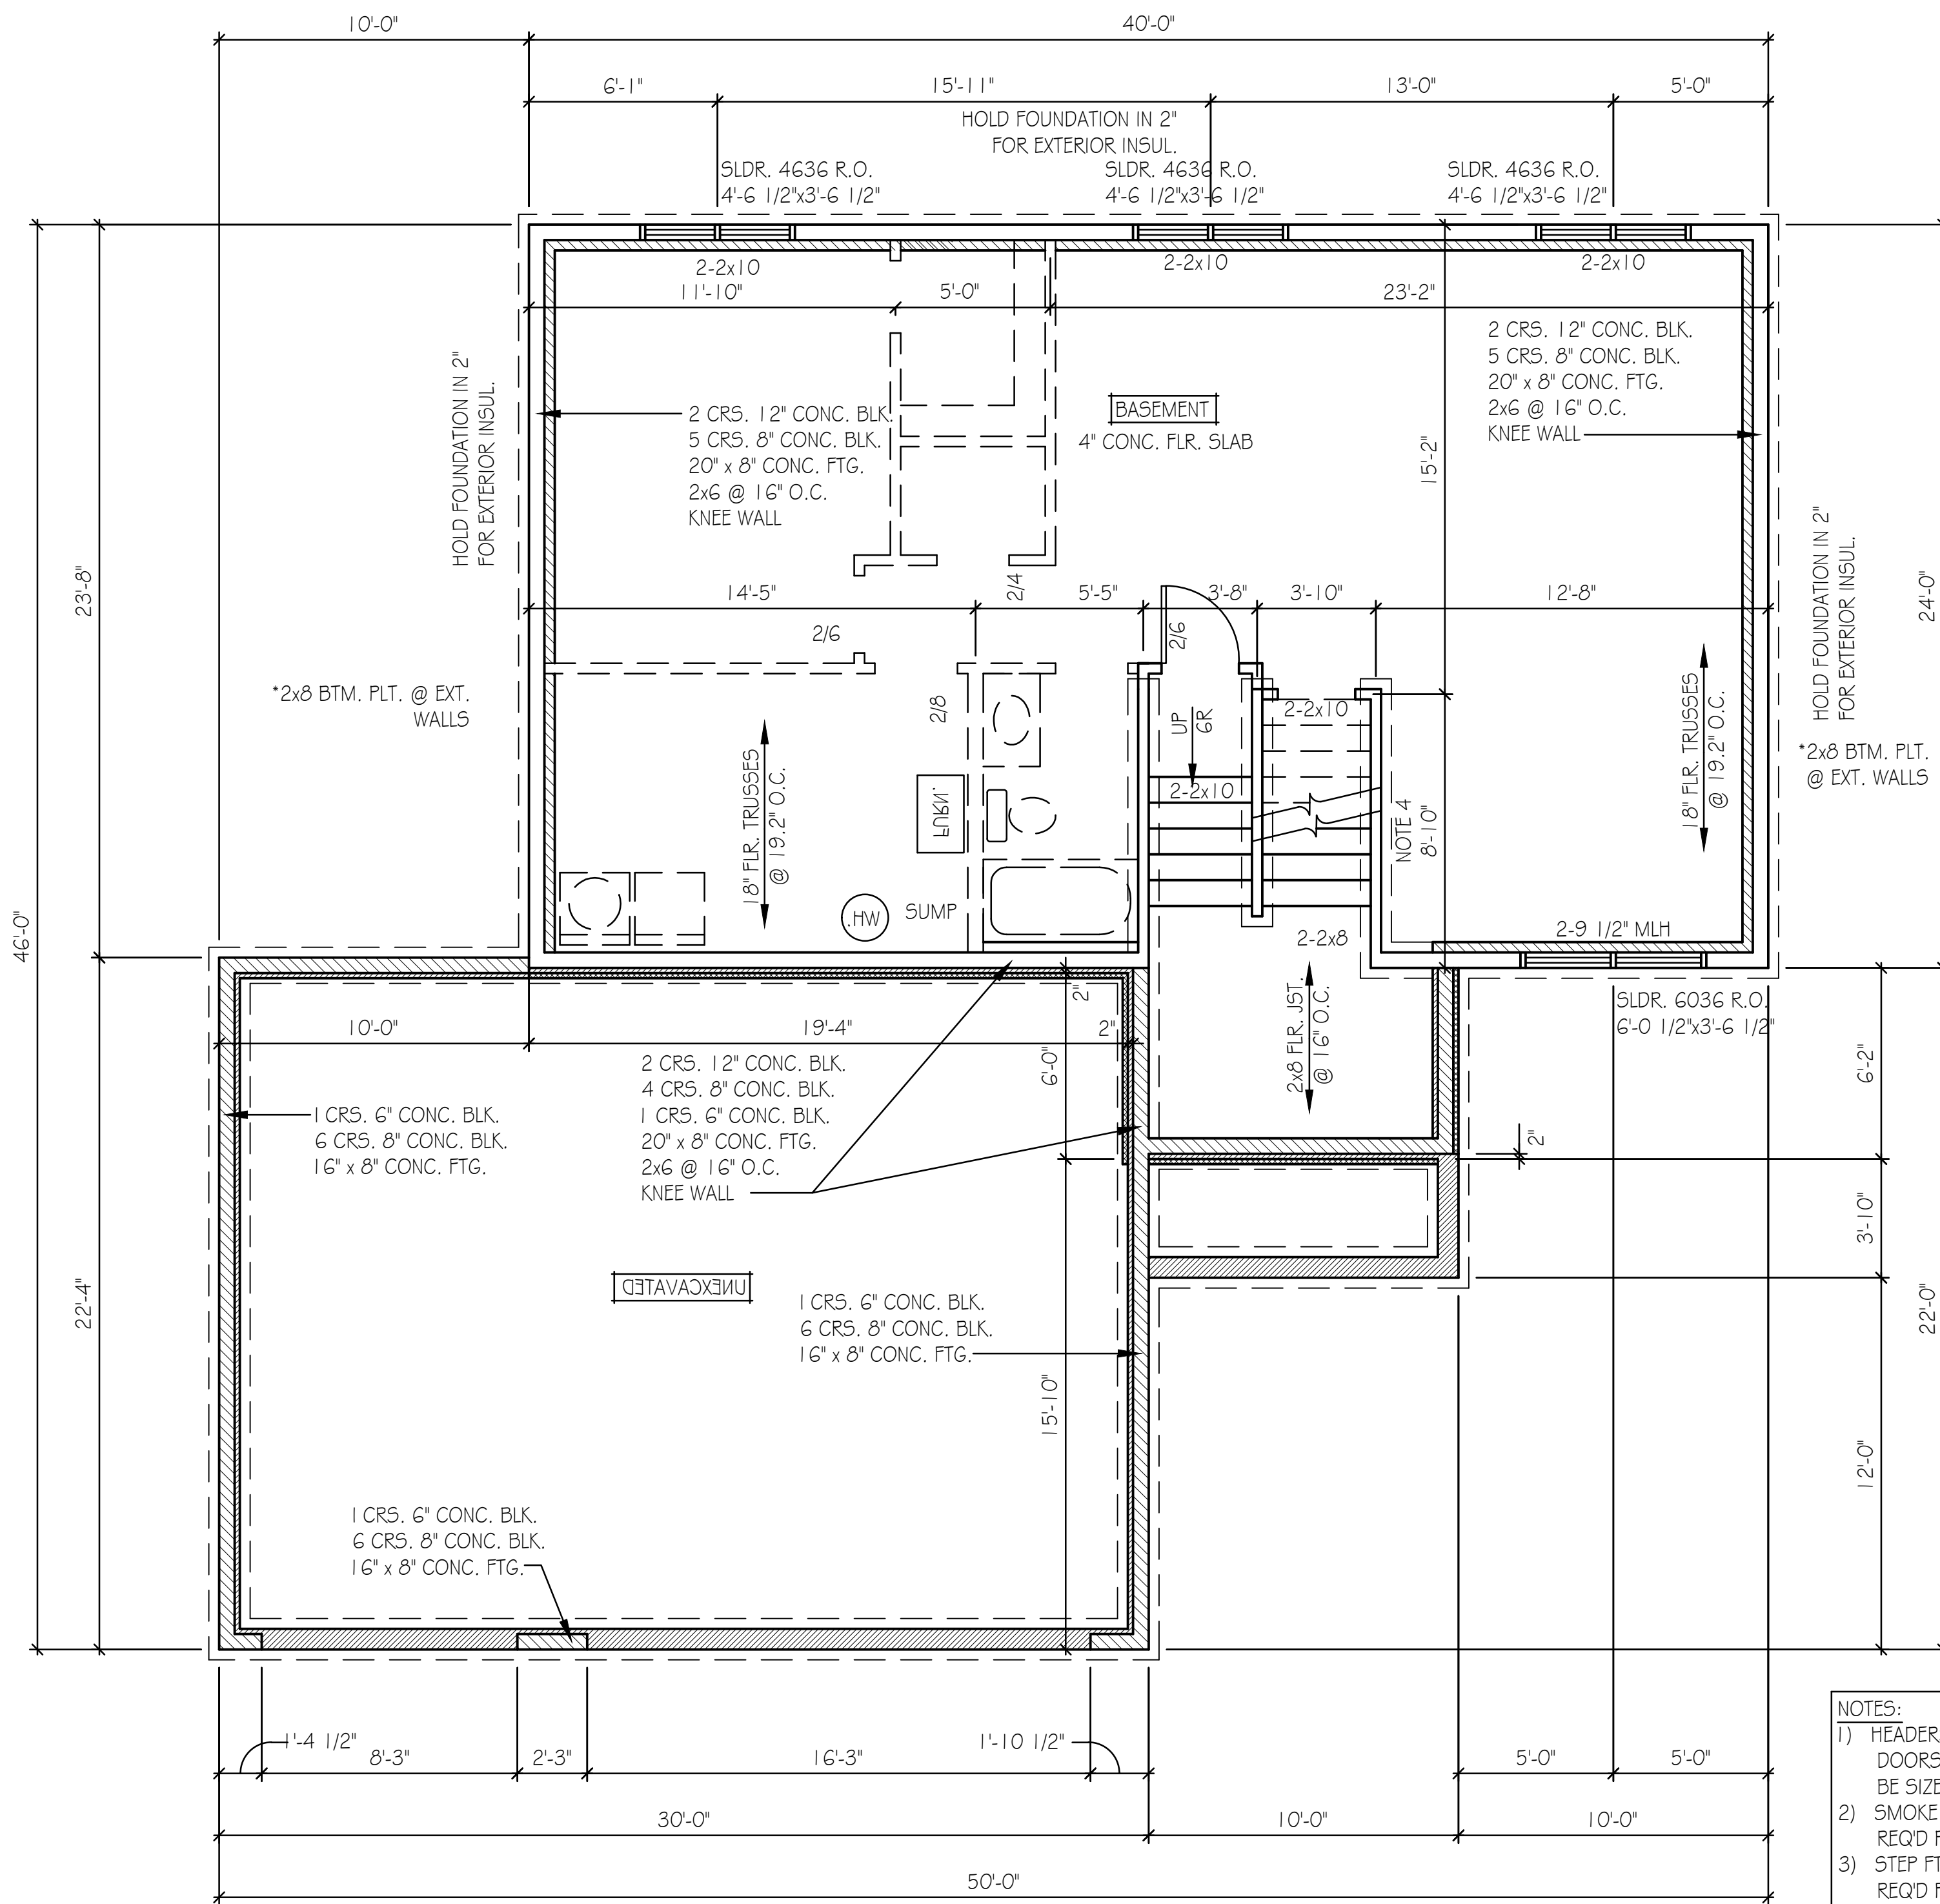 10'-0"
40'-0"
6'-1"
15'-11"
13'-0"
5'-0"
HOLD FOUNDATION IN 2"
FOR EXTERIOR INSUL.
SLDR. 4636 R.O.
4'-6 1/2"x3'-6 1/2"
SLDR. 4636 R.O.
4'-6 1/2"x3'-6 1/2"
SLDR. 4636 R.O.
4'-6 1/2"x3'-6 1/2"
2-2x10
2-2x10
2-2x10
11'-10"
5'-0"
23'-2"
2 CRS. 12" CONC. BLK.
5 CRS. 8" CONC. BLK.
20" x 8" CONC. FTG.
2x6 @ 16" O.C.
KNEE WALL
HOLD FOUNDATION IN 2"
FOR EXTERIOR INSUL.
2 CRS. 12" CONC. BLK.
5 CRS. 8" CONC. BLK.
20" x 8" CONC. FTG.
2x6 @ 16" O.C.
KNEE WALL
BASEMENT
4" CONC. FLR. SLAB
15'-2"
HOLD FOUNDATION IN 2"
FOR EXTERIOR INSUL.
23'-8"
24'-0"
14'-5"
2/4
5'-5"
3'-8"
3'-10"
12'-8"
2/6
2/6
*2x8 BTM. PLT. @ EXT.
WALLS
2/8
UP
6R
2-2x10
2-2x10
18" FLR. TRUSSES
@ 19.2" O.C.
*2x8 BTM. PLT.
@ EXT. WALLS
18" FLR. TRUSSES
@ 19.2" O.C.
FURN.
NOTE 4
8'-10"
HW.
SUMP
2-2x8
2-9 1/2" MLH
46'-0"
2"
2x8 FLR. JST.
@ 16" O.C.
SLDR. 6036 R.O.
6'-0 1/2"x3'-6 1/2"
10'-0"
19'-4"
2"
6'-0"
6'-2"
2 CRS. 12" CONC. BLK.
4 CRS. 8" CONC. BLK.
1 CRS. 6" CONC. BLK.
20" x 8" CONC. FTG.
2x6 @ 16" O.C.
KNEE WALL
1 CRS. 6" CONC. BLK.
6 CRS. 8" CONC. BLK.
16" x 8" CONC. FTG.
2"
3'-10"
UNEXCAVATED
22'-4"
22'-0"
1 CRS. 6" CONC. BLK.
6 CRS. 8" CONC. BLK.
16" x 8" CONC. FTG.
15'-10"
12'-0"
1 CRS. 6" CONC. BLK.
6 CRS. 8" CONC. BLK.
16" x 8" CONC. FTG.
1'-4 1/2"
8'-3"
2'-3"
16'-3"
1'-10 1/2"
5'-0"
5'-0"
30'-0"
10'-0"
10'-0"
50'-0"
NOTES:
1) HEADER
DOORS
BE SIZE
2) SMOKE
REQ'D F
3) STEP FT
REQ'D F